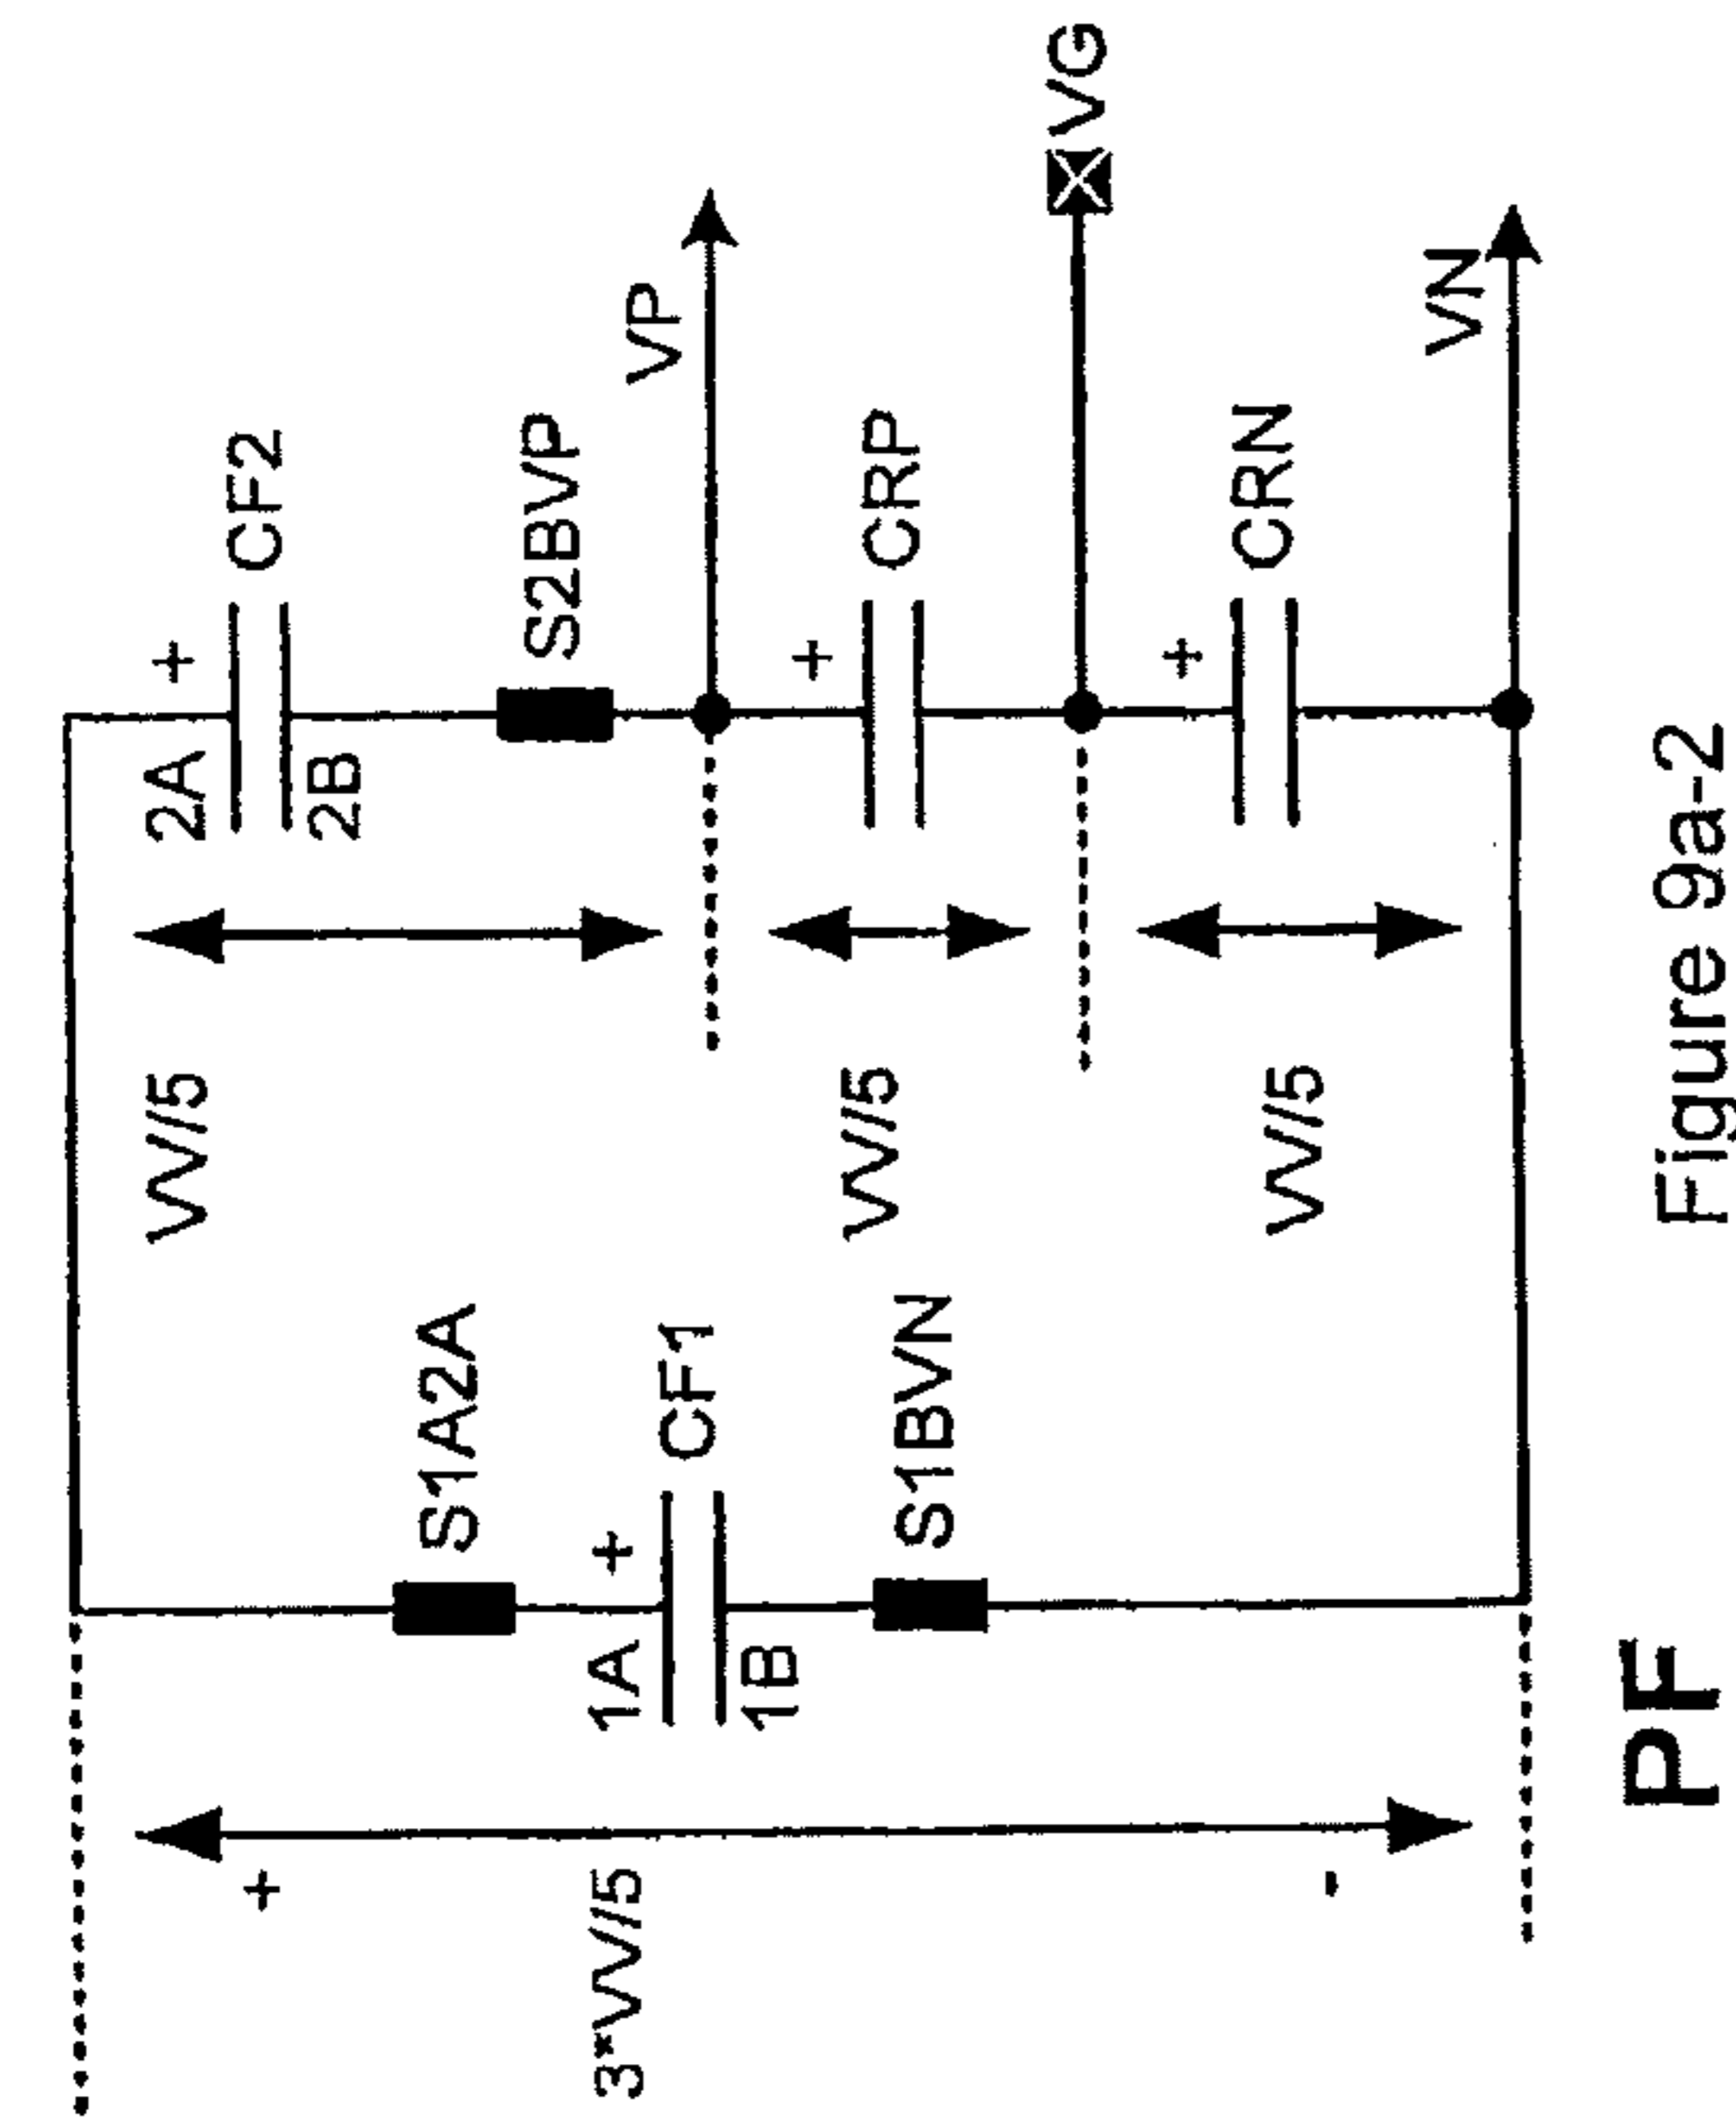 2A
+
CF2
2B
VV/5
S1A2A
S2BVP
VP
3*VV/5
+
1A
+
CF1
1B
+
CRP
VV/5
S1BVN
VG
+
CRN
VV/5
-
VN
PF
Figure 9a-2